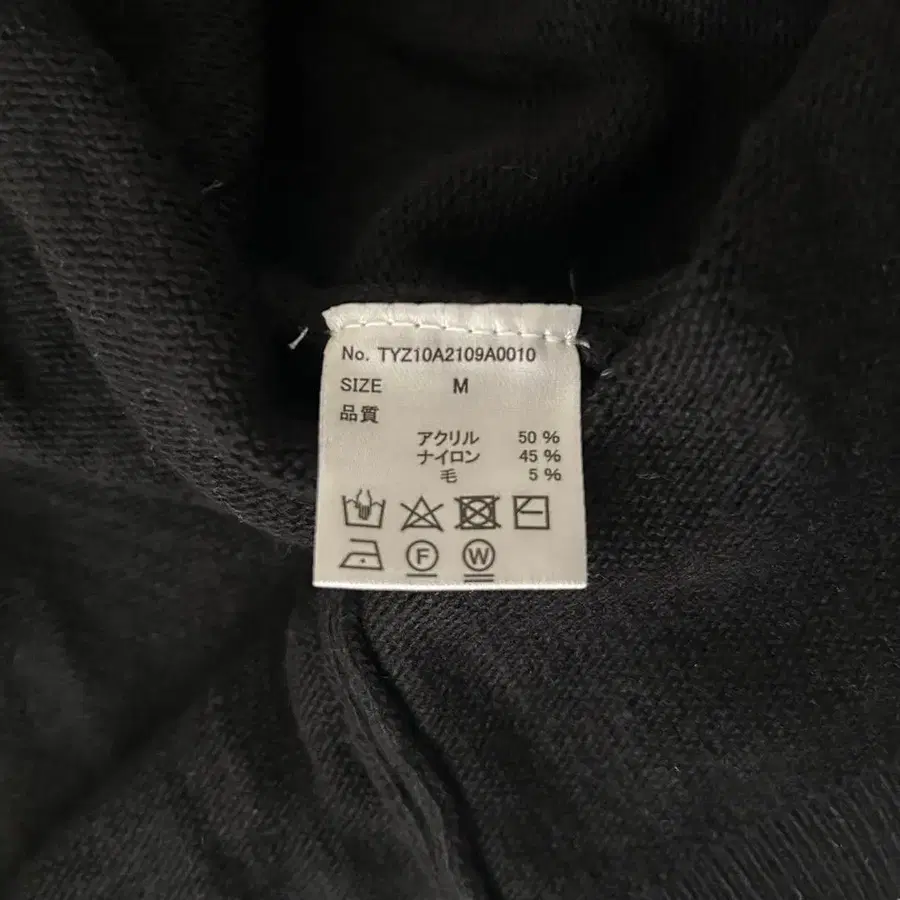 No. TYZ10A2109A0010
SIZE M
品質
アクリル 50 %
ナイロン 45 %
毛 5 %
F W